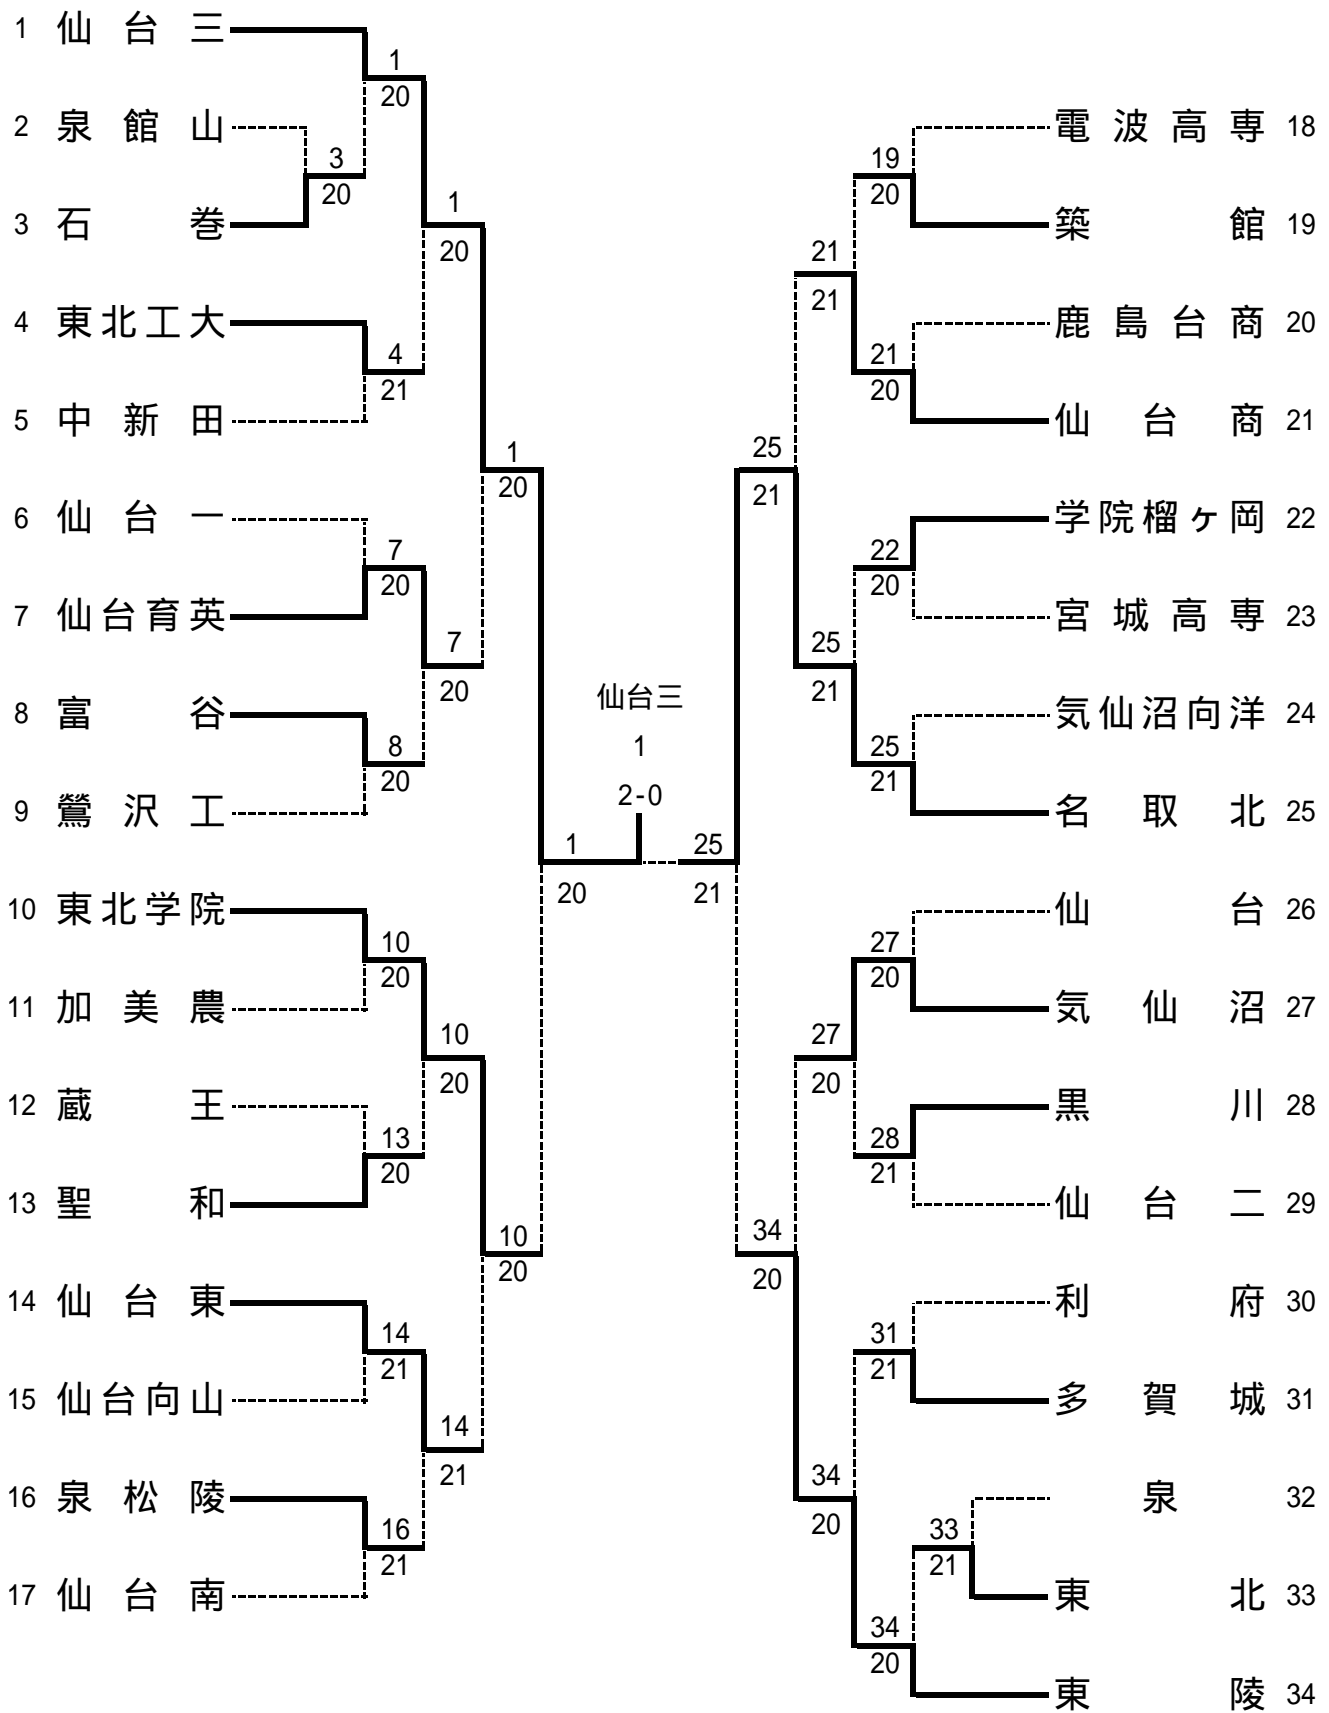 1 仙台三
1
20
2 泉館山
電波高専 18
3
20
19
20
3 石巻
1
20
築館 19
21
21
4 東北工大
鹿島台商 20
4
21
21
20
5 中新田
仙台商 21
1
20
25
21
6 仙台一
学院榴ヶ岡 22
7
20
22
20
7 仙台育英
宮城高専 23
7
20
25
21
仙台三
1
2-0
8 富谷
気仙沼向洋 24
8
20
25
21
9 鶯沢工
名取北 25
1
20
25
21
10 東北学院
仙台 26
10
20
27
20
11 加美農
気仙沼 27
10
20
27
20
12 蔵王
黒川 28
13
20
28
21
13 聖和
仙台二 29
10
20
34
20
14 仙台東
利府 30
14
21
31
21
15 仙台向山
多賀城 31
14
21
34
20
16 泉松陵
泉 32
16
21
33
21
17 仙台南
東北 33
34
20
東陵 34